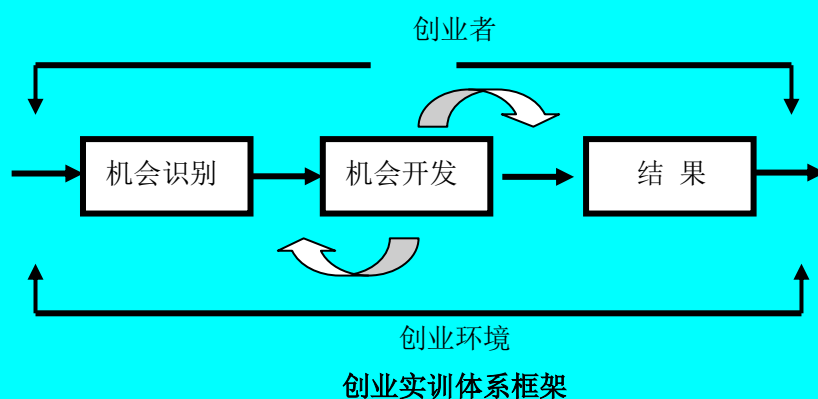 创业者
机会识别
机会开发
结 果
创业环境
创业实训体系框架